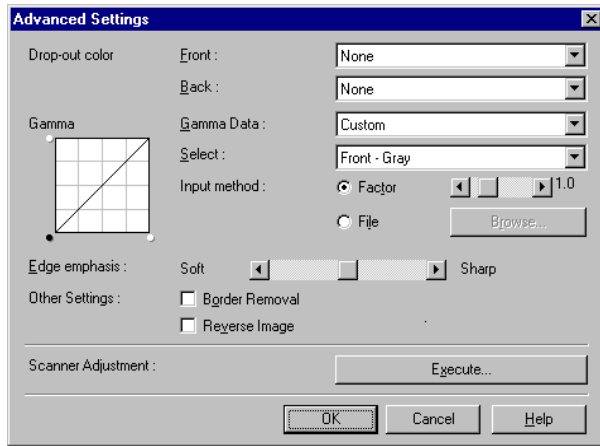 Advanced Settings
Drop-out color Front : None
Back : None
Gamma Gamma Data : Custom
Select : Front - Gray
Input method : Factor 1.0
File Browse...
Edge emphasis : Soft Sharp
Other Settings : Border Removal
Reverse Image
Scanner Adjustment : Execute...
OK Cancel Help